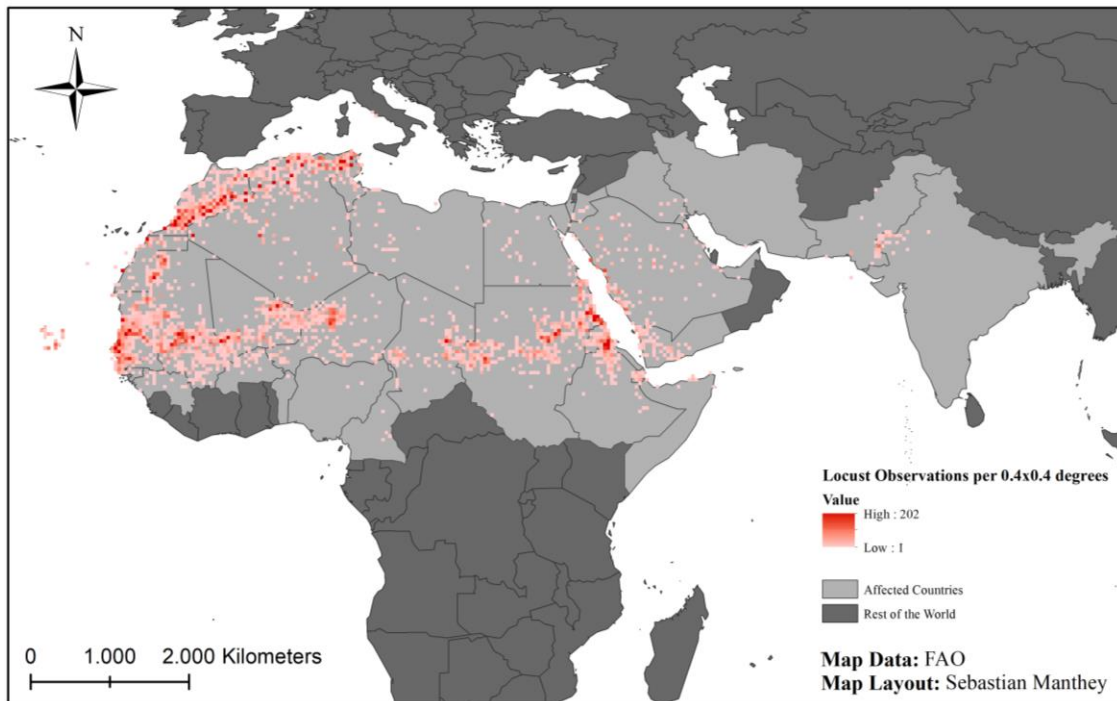 N
Locust Observations per 0.4x0.4 degrees
Value
High : 202
Low : 1
Affected Countries
Rest of the World
0 1.000 2.000 Kilometers
Map Data: FAO
Map Layout: Sebastian Manthey